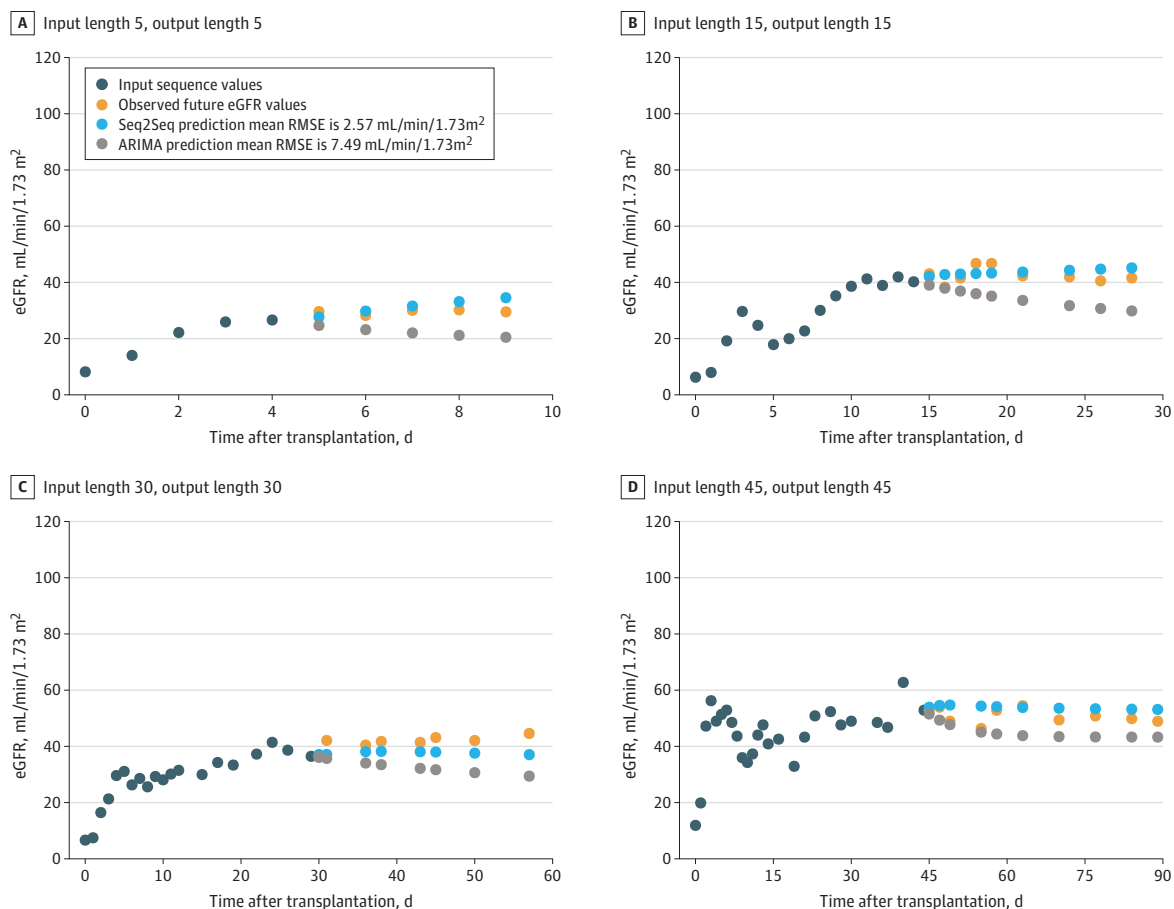 A Input length 5, output length 5
120
100
80
60
40
20
0
eGFR, mL/min/1.73 m²
Input sequence values
Observed future eGFR values
Seq2Seq prediction mean RMSE is 2.57 mL/min/1.73m²
ARIMA prediction mean RMSE is 7.49 mL/min/1.73m²
0 2 4 6 8 10
Time after transplantation, d
B Input length 15, output length 15
120
100
80
60
40
20
0
eGFR, mL/min/1.73 m²
0 5 10 15 20 25 30
Time after transplantation, d
C Input length 30, output length 30
120
100
80
60
40
20
0
eGFR, mL/min/1.73 m²
0 10 20 30 40 50 60
Time after transplantation, d
D Input length 45, output length 45
120
100
80
60
40
20
0
eGFR, mL/min/1.73 m²
0 15 30 45 60 75 90
Time after transplantation, d